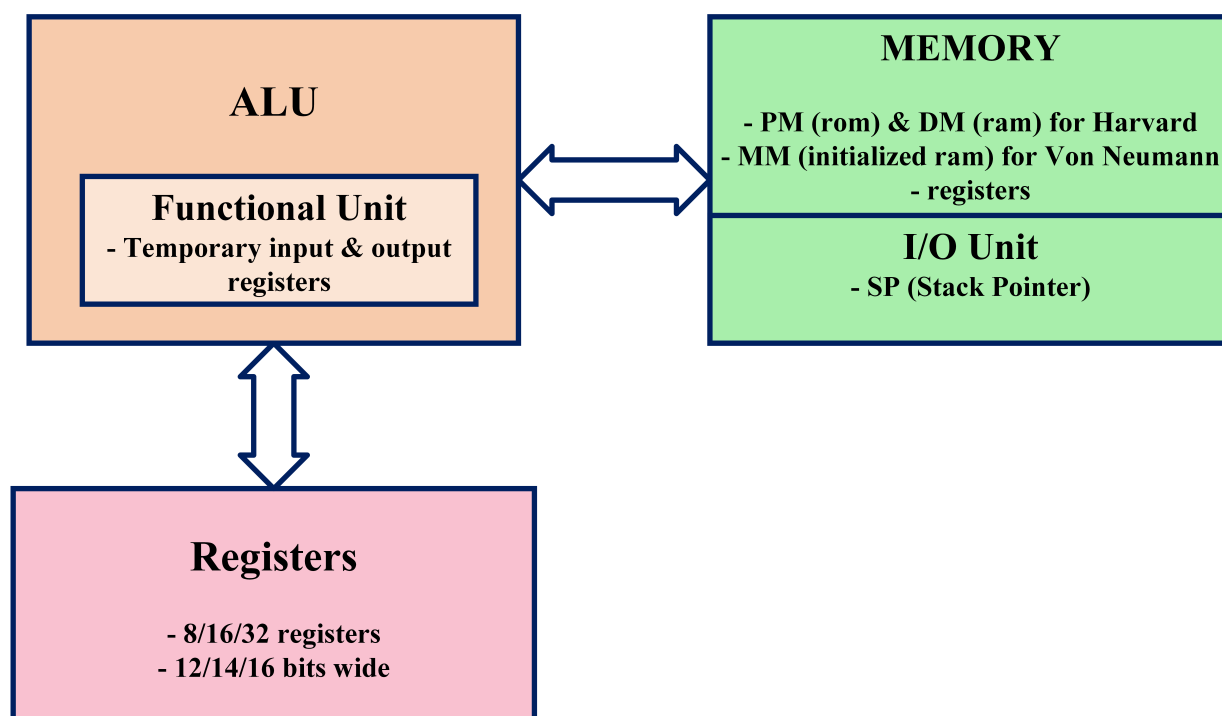 ALU
Functional Unit
- Temporary input & output
registers
MEMORY
- PM (rom) & DM (ram) for Harvard
- MM (initialized ram) for Von Neumann
- registers
I/O Unit
- SP (Stack Pointer)
Registers
- 8/16/32 registers
- 12/14/16 bits wide